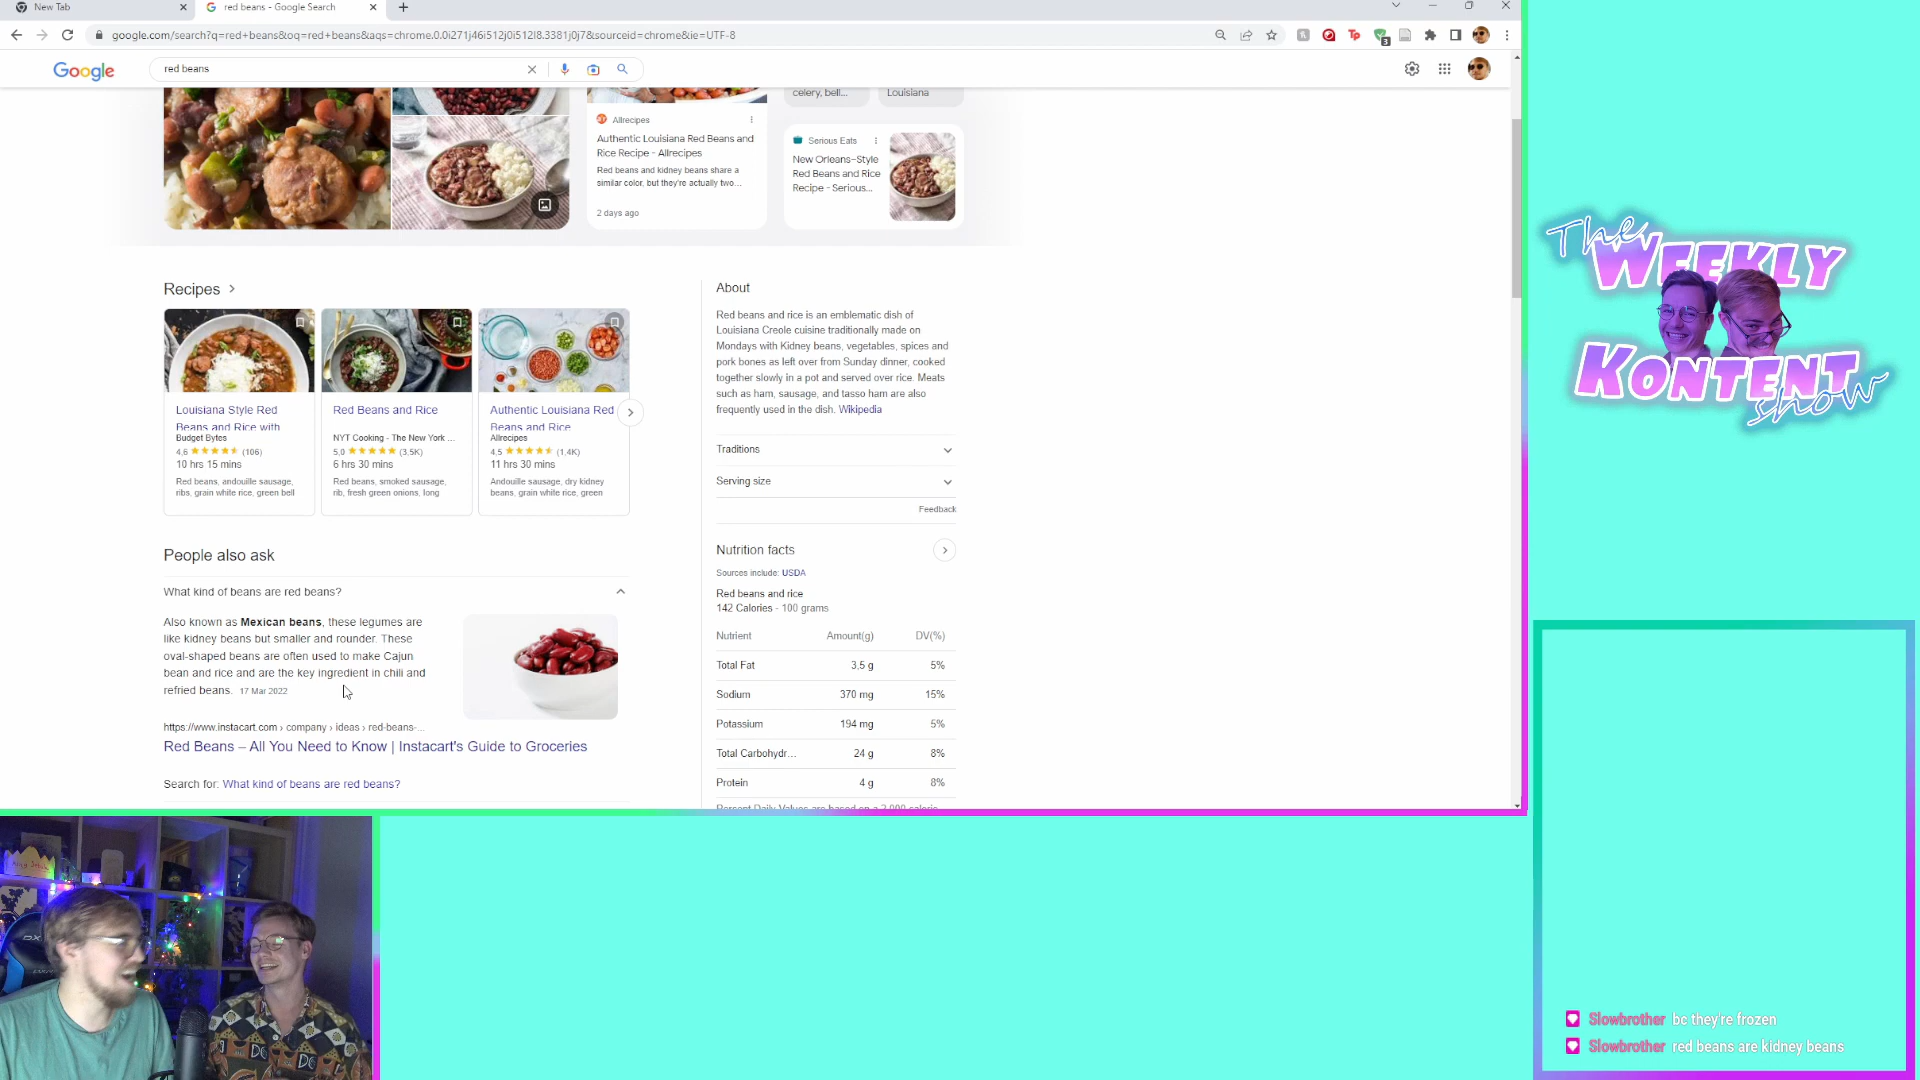 New Tab
red beans - Google Search
google.com/search?q=red+beans&oq=red+beans&aqs=chrome.0.0i271j46i512j0i512l8.3381j0j7&sourceid=chrome&ie=UTF-8
3
Google
red beans
celery, bell...
Louisiana
Allrecipes
Authentic Louisiana Red Beans and
Rice Recipe - Allrecipes
Red beans and kidney beans share a
similar color, but they're actually two...
2 days ago
Serious Eats
New Orleans-Style
Red Beans and Rice
Recipe - Serious...
Recipes
Louisiana Style Red
Beans and Rice with
Budget Bytes
4.6 (106)
10 hrs 15 mins
Red beans, andouille sausage,
ribs, grain white rice, green bell
Red Beans and Rice
NYT Cooking - The New York ...
5.0 (3.5K)
6 hrs 30 mins
Red beans, smoked sausage,
rib, fresh green onions, long
Authentic Louisiana Red
Beans and Rice
Allrecipes
4.5 (1.4K)
11 hrs 30 mins
Andouille sausage, dry kidney
beans, grain white rice, green
People also ask
What kind of beans are red beans?
Also known as Mexican beans, these legumes are
like kidney beans but smaller and rounder. These
oval-shaped beans are often used to make Cajun
bean and rice and are the key ingredient in chili and
refried beans. 17 Mar 2022
https://www.instacart.com › company › ideas › red-beans-...
Red Beans – All You Need to Know | Instacart's Guide to Groceries
Search for: What kind of beans are red beans?
About
Red beans and rice is an emblematic dish of
Louisiana Creole cuisine traditionally made on
Mondays with Kidney beans, vegetables, spices and
pork bones as left over from Sunday dinner, cooked
together slowly in a pot and served over rice. Meats
such as ham, sausage, and tasso ham are also
frequently used in the dish. Wikipedia
Traditions
Serving size
Feedback
Nutrition facts
Sources include: USDA
Red beans and rice
142 Calories - 100 grams
Nutrient Amount(g) DV(%)
Total Fat 3.5 g 5%
Sodium 370 mg 15%
Potassium 194 mg 5%
Total Carbohydr... 24 g 8%
Protein 4 g 8%
Percent Daily Values are based on a 2,000 calorie
The
WEEKLY
KONTENT
show
Slowbrother bc they're frozen
Slowbrother red beans are kidney beans